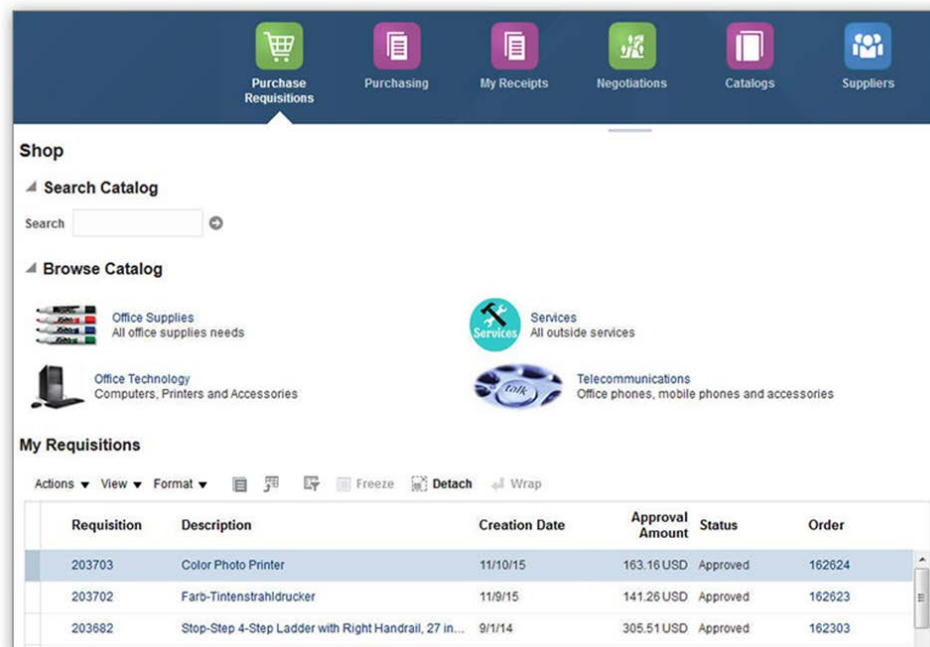 Purchase
Requisitions
Purchasing
My Receipts
Negotiations
Catalogs
Suppliers
Shop
Search Catalog
Search
Browse Catalog
Office Supplies
All office supplies needs
Services
Services
All outside services
Office Technology
Computers, Printers and Accessories
talk
Telecommunications
Office phones, mobile phones and accessories
My Requisitions
Actions View Format Freeze Detach Wrap
Requisition Description Creation Date Approval Amount Status Order
203703 Color Photo Printer 11/10/15 163.16 USD Approved 162624
203702 Farb-Tintenstrahldrucker 11/9/15 141.26 USD Approved 162623
203682 Stop-Step 4-Step Ladder with Right Handrail, 27 in... 9/1/14 305.51 USD Approved 162303